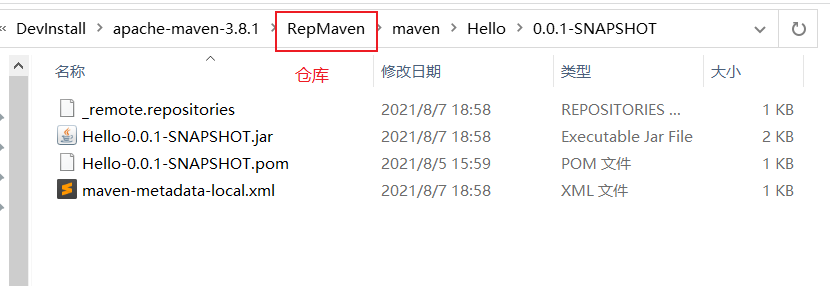 « DevInstall > apache-maven-3.8.1 > RepMaven > maven > Hello > 0.0.1-SNAPSHOT
名称 仓库 修改日期 类型 大小
_remote.repositories 2021/8/7 18:58 REPOSITORIES ... 1 KB
Hello-0.0.1-SNAPSHOT.jar 2021/8/7 18:58 Executable Jar File 2 KB
Hello-0.0.1-SNAPSHOT.pom 2021/8/5 15:59 POM 文件 1 KB
maven-metadata-local.xml 2021/8/7 18:58 XML 文件 1 KB